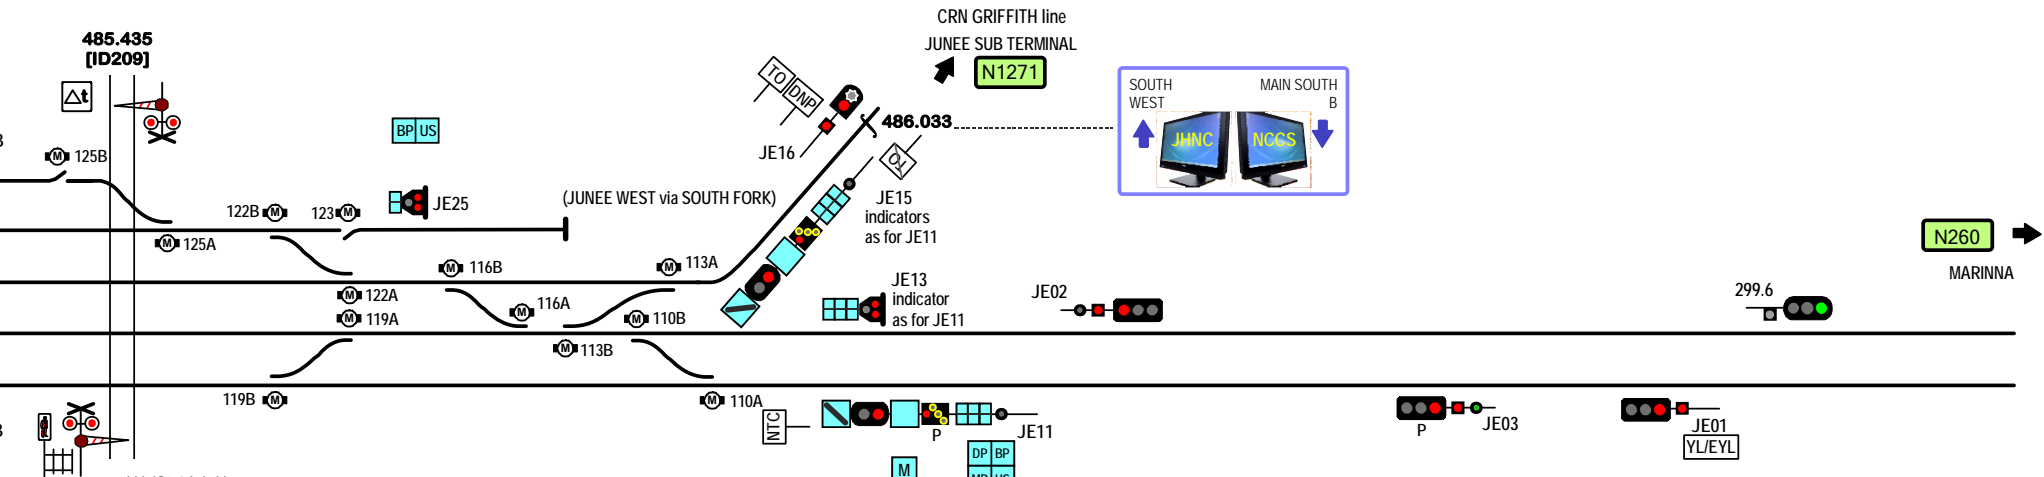 CRN GRIFFITH line
JUNEE SUB TERMINAL
N1271
485.435
[ID209]
Δt
TO
DNP
SOUTH
WEST
MAIN SOUTH
B
JHNC
NCCS
486.033
BP US
JE16
TO
125B
M
122B M
123 M
JE25
(JUNEE WEST via SOUTH FORK)
JE15
indicators
as for JE11
N260
MARINNA
M 125A
M
116B
M
113A
M
122A
M
119A
116A
M
M
110B
JE13
indicator
as for JE11
JE02
299.6
M
113B
119B M
M
110A
NTC
P
JE11
P
JE03
JE01
YL/EYL
DP BP
M